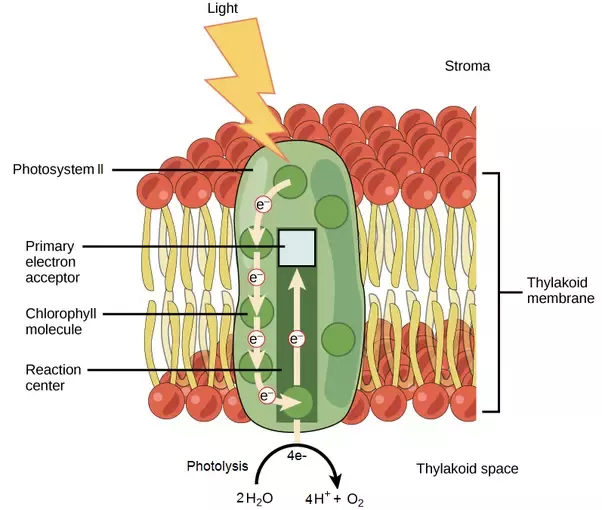 Light
Stroma
Photosystem II
e⁻
Primary
electron
acceptor
e⁻
Thylakoid
membrane
Chlorophyll
molecule
e⁻
e⁻
Reaction
center
e⁻
4e-
Photolysis
Thylakoid space
2H₂O
4H⁺ + O₂